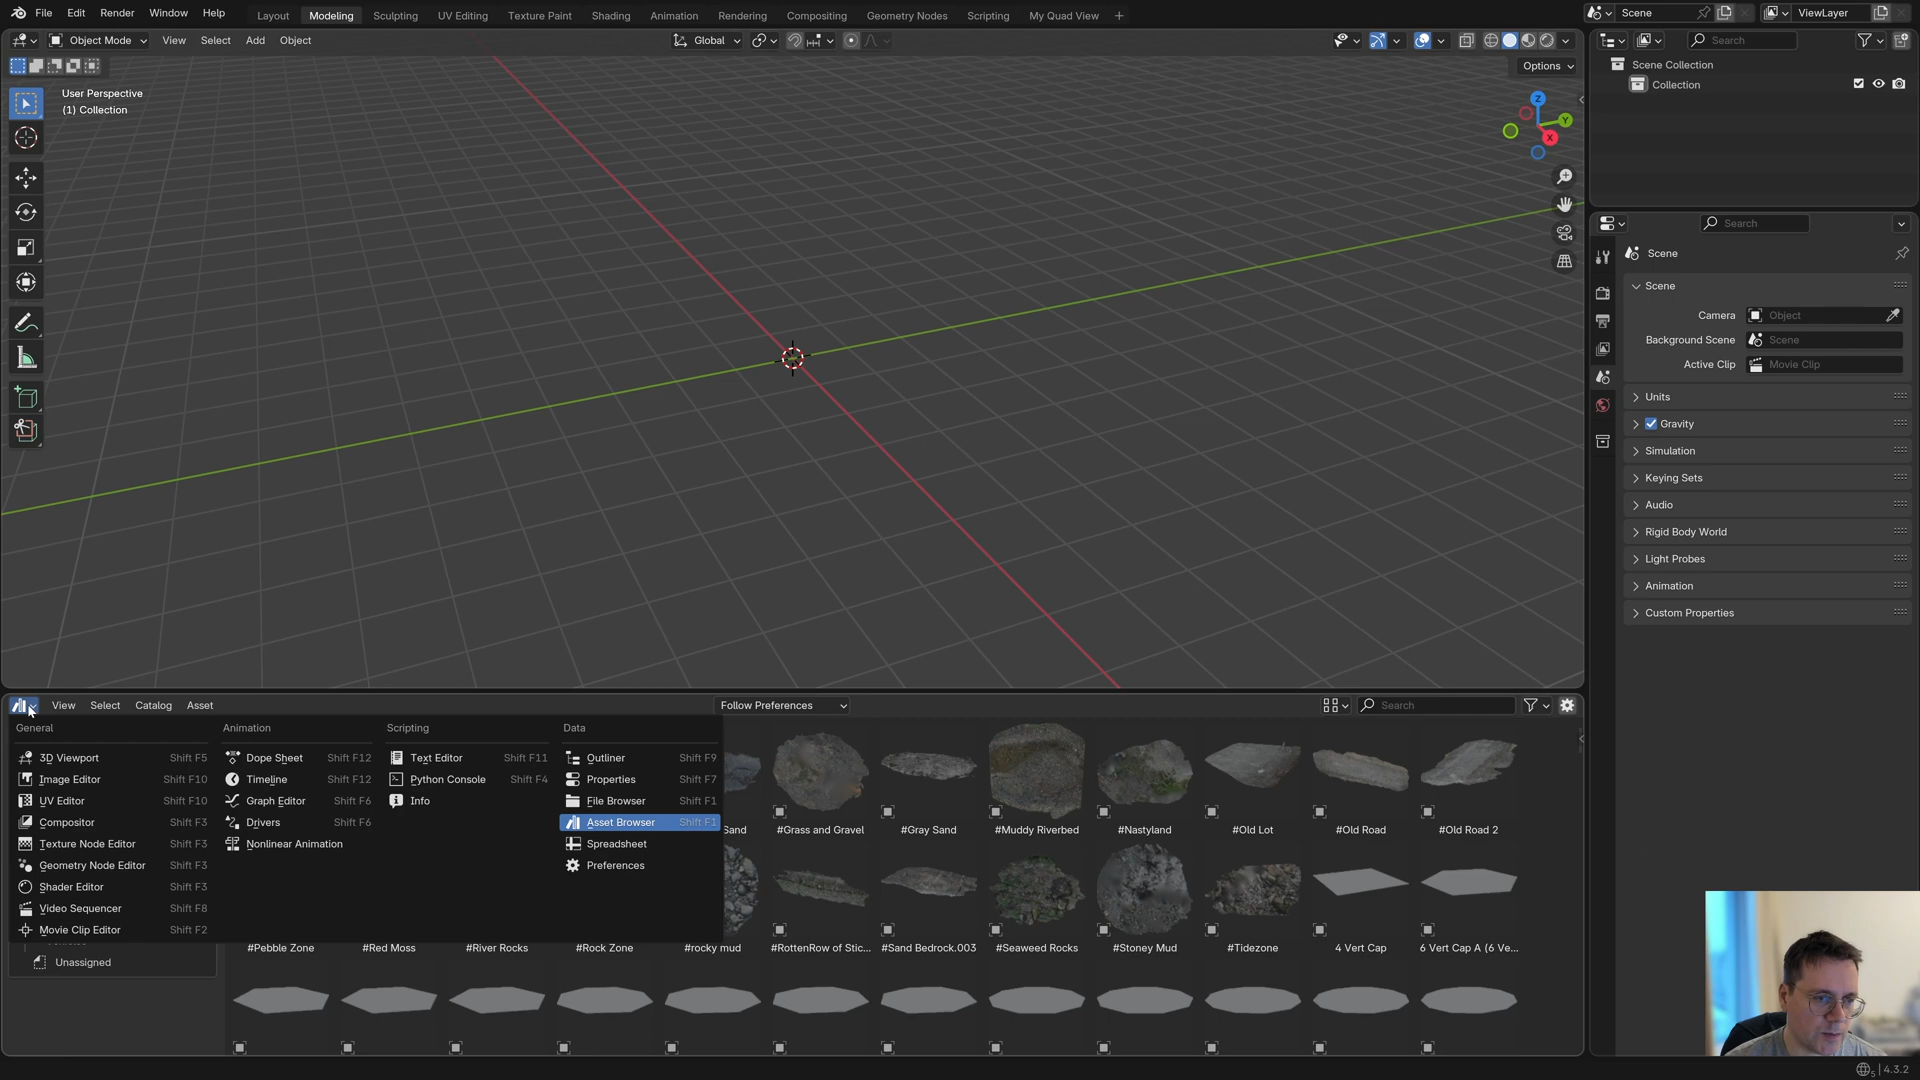 File Edit Render Window Help Layout Modeling Sculpting UV Editing Texture Paint Shading Animation Rendering Compositing Geometry Nodes Scripting My Quad View + Scene ViewLayer
Object Mode View Select Add Object Global Search
Options
User Perspective
(1) Collection
Z
Y
X
Scene Collection
Collection
Search
Scene
Scene
Camera Object
Background Scene Scene
Active Clip Movie Clip
Units
Gravity
Simulation
Keying Sets
Audio
Rigid Body World
Light Probes
Animation
Custom Properties
View Select Catalog Asset Follow Preferences Search
General Animation Scripting Data
3D Viewport Shift F5 Dope Sheet Shift F12 Text Editor Shift F11 Outliner Shift F9
Image Editor Shift F10 Timeline Shift F12 Python Console Shift F4 Properties Shift F7
UV Editor Shift F10 Graph Editor Shift F6 Info File Browser Shift F1
Compositor Shift F3 Drivers Shift F6 Asset Browser Shift F1
Texture Node Editor Shift F3 Nonlinear Animation Spreadsheet
Geometry Node Editor Shift F3 Preferences
Shader Editor Shift F3
Video Sequencer Shift F8
Movie Clip Editor Shift F2
Sand #Grass and Gravel #Gray Sand #Muddy Riverbed #Nastyland #Old Lot #Old Road #Old Road 2
#Pebble Zone #Red Moss #River Rocks #Rock Zone #rocky mud #RottenRow of Stic... #Sand Bedrock.003 #Seaweed Rocks #Stoney Mud #Tidezone 4 Vert Cap 6 Vert Cap A (6 Ve...
Unassigned
5 4.3.2